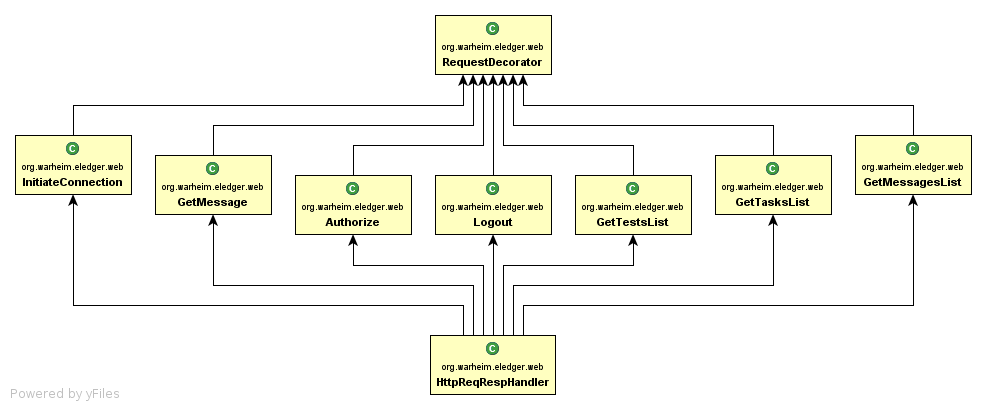 C
org.warheim.eledger.web
RequestDecorator
C
org.warheim.eledger.web
InitiateConnection
C
org.warheim.eledger.web
GetMessage
C
org.warheim.eledger.web
Authorize
C
org.warheim.eledger.web
Logout
C
org.warheim.eledger.web
GetTestsList
C
org.warheim.eledger.web
GetTasksList
C
org.warheim.eledger.web
GetMessagesList
C
org.warheim.eledger.web
HttpReqRespHandler
Powered by yFiles